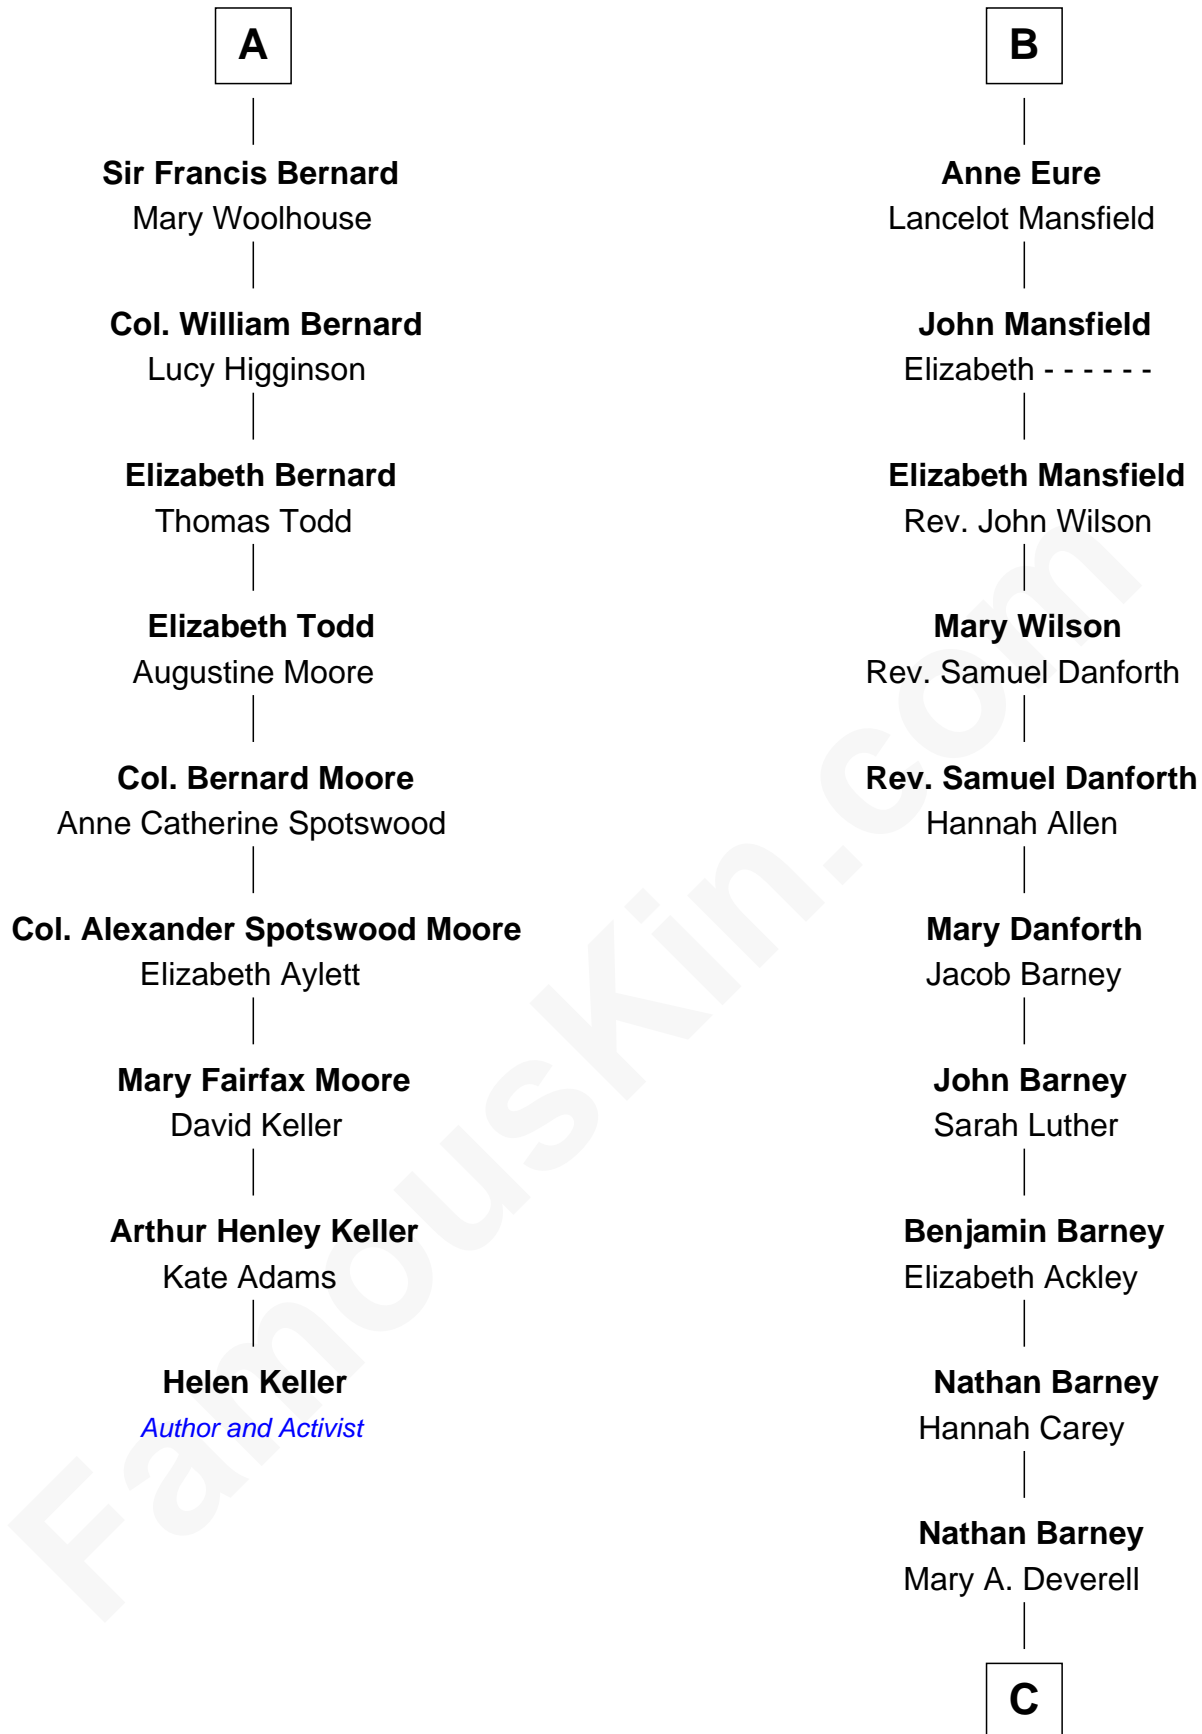 A
Sir Francis Bernard
Mary Woolhouse
Col. William Bernard
Lucy Higginson
Elizabeth Bernard
Thomas Todd
Elizabeth Todd
Augustine Moore
Col. Bernard Moore
Anne Catherine Spotswood
Col. Alexander Spotswood Moore
Elizabeth Aylett
Mary Fairfax Moore
David Keller
Arthur Henley Keller
Kate Adams
Helen Keller
Author and Activist
B
Anne Eure
Lancelot Mansfield
John Mansfield
Elizabeth - - - - - -
Elizabeth Mansfield
Rev. John Wilson
Mary Wilson
Rev. Samuel Danforth
Rev. Samuel Danforth
Hannah Allen
Mary Danforth
Jacob Barney
John Barney
Sarah Luther
Benjamin Barney
Elizabeth Ackley
Nathan Barney
Hannah Carey
Nathan Barney
Mary A. Deverell
C
FamousKin.com